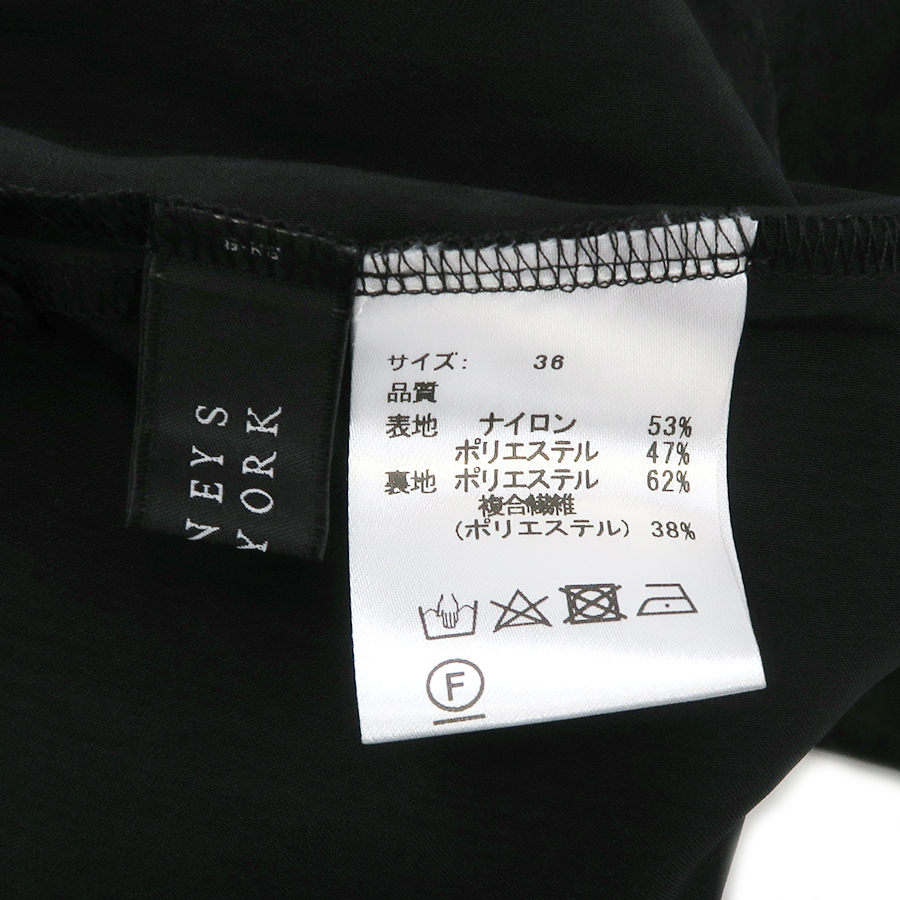 NEYS
YORK
サイズ: 36
品質
表地 ナイロン 53%
ポリエステル 47%
裏地 ポリエステル 62%
複合繊維
(ポリエステル) 38%
F